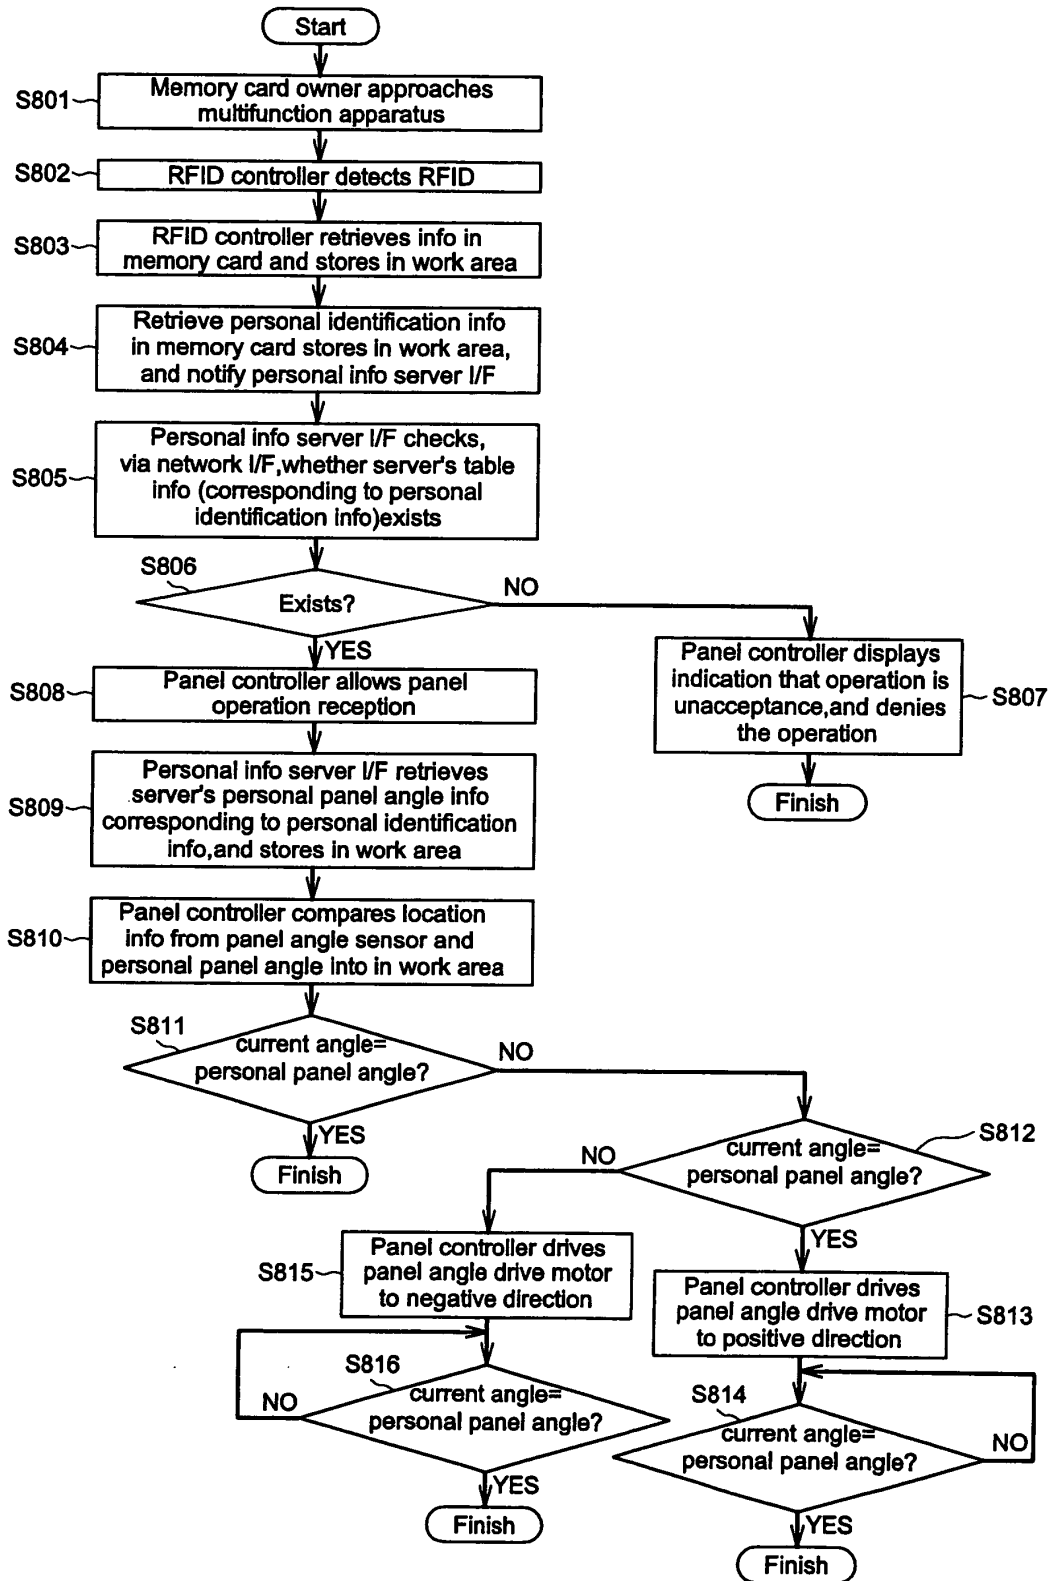 Start
S801
Memory card owner approaches
multifunction apparatus
S802
RFID controller detects RFID
S803
RFID controller retrieves info in
memory card and stores in work area
S804
Retrieve personal identification info
in memory card stores in work area,
and notify personal info server I/F
S805
Personal info server I/F checks,
via network I/F,whether server's table
info (corresponding to personal
identification info)exists
S806
Exists?
NO
YES
S807
Panel controller displays
indication that operation is
unacceptance,and denies
the operation
Finish
S808
Panel controller allows panel
operation reception
S809
Personal info server I/F retrieves
server's personal panel angle info
corresponding to personal identification
info,and stores in work area
S810
Panel controller compares location
info from panel angle sensor and
personal panel angle into in work area
S811
current angle=
personal panel angle?
NO
YES
Finish
S812
current angle=
personal panel angle?
NO
YES
S815
Panel controller drives
panel angle drive motor
to negative direction
S813
Panel controller drives
panel angle drive motor
to positive direction
S816
current angle=
personal panel angle?
NO
YES
Finish
S814
current angle=
personal panel angle?
NO
YES
Finish